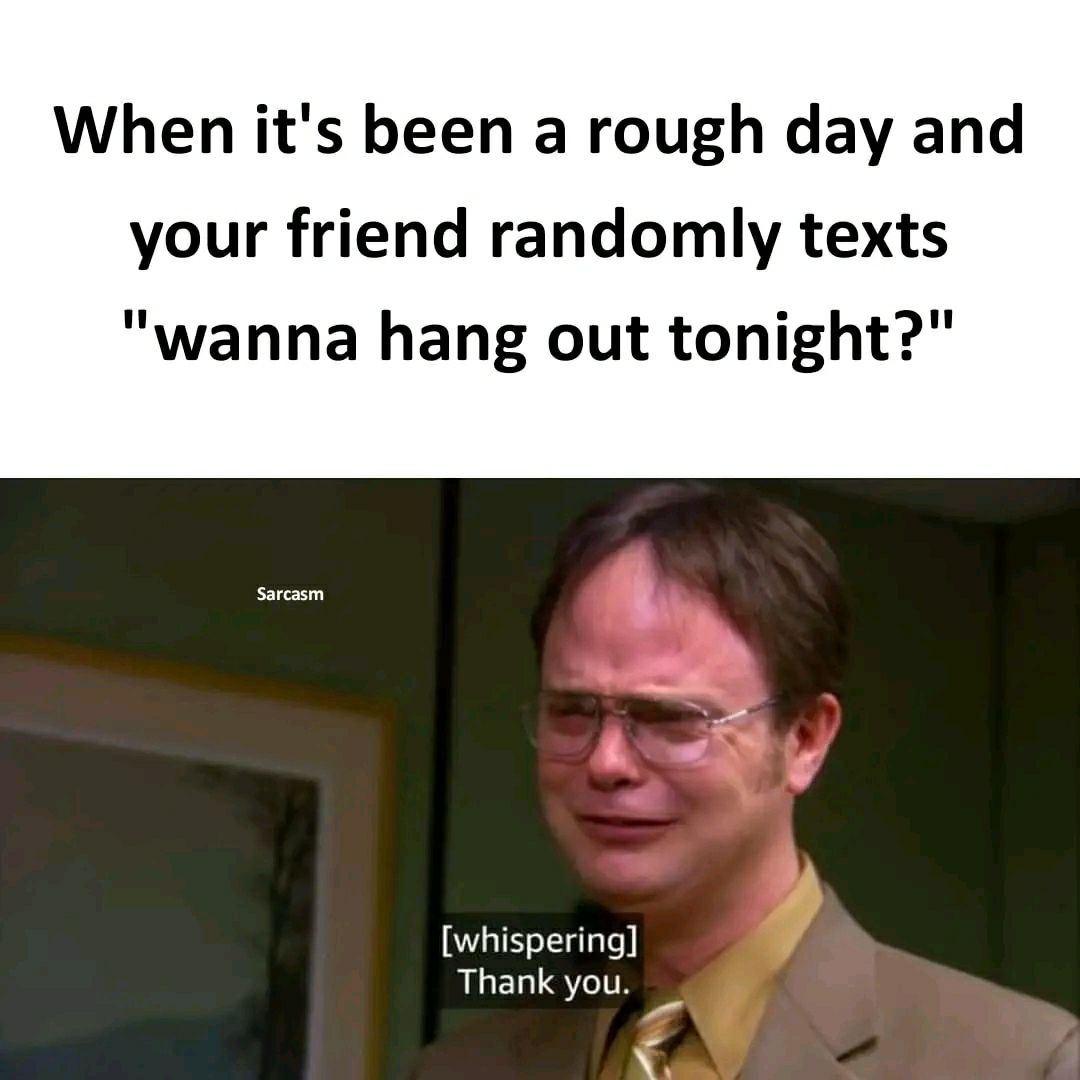 When it's been a rough day and
your friend randomly texts
"wanna hang out tonight?"
Sarcasm
[whispering]
Thank you.